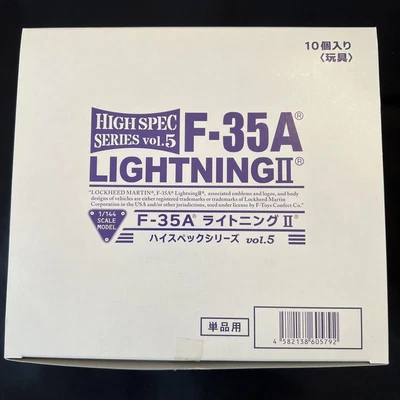 10個入り
〈玩具〉
HIGH SPEC
SERIES vol.5
F-35A®
LIGHTNINGⅡ®
"LOCKHEED MARTIN®, F-35A® LightningⅡ®, associated emblems and logos, and body
designs of vehicles are either registered trademarks or trademarks of Lockheed Martin
Corporation in the USA and/or other jurisdictions, used under license by F-Toys Confect Co."
1/144
SCALE
MODEL
F-35A® ライトニングⅡ®
ハイスペックシリーズ vol.5
単品用
4 582138 605792